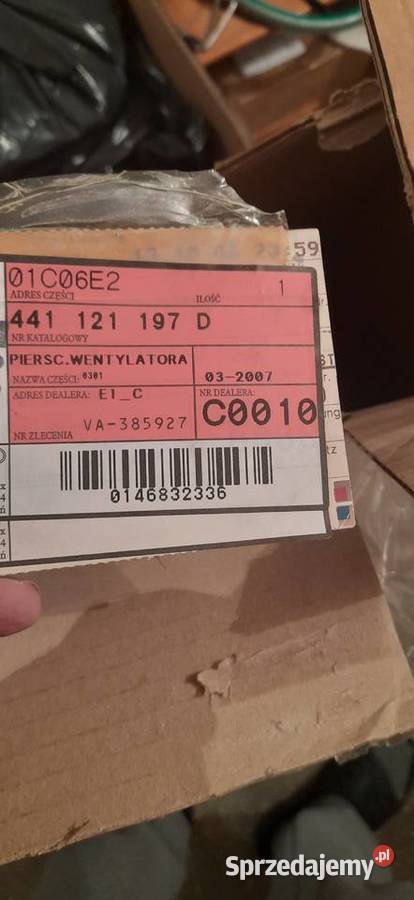 59
01C06E2 1
ADRES CZĘŚCI ILOŚĆ
441 121 197 D
NR KATALOGOWY
PIERSC.WENTYLATORA
NAZWA CZĘŚCI: 0301 03-2007
ADRES DEALERA: E1_C NR DEALERA:
VA-385927 C0010
NR ZLECENIA
0146832336
Sprzedajemy.pl